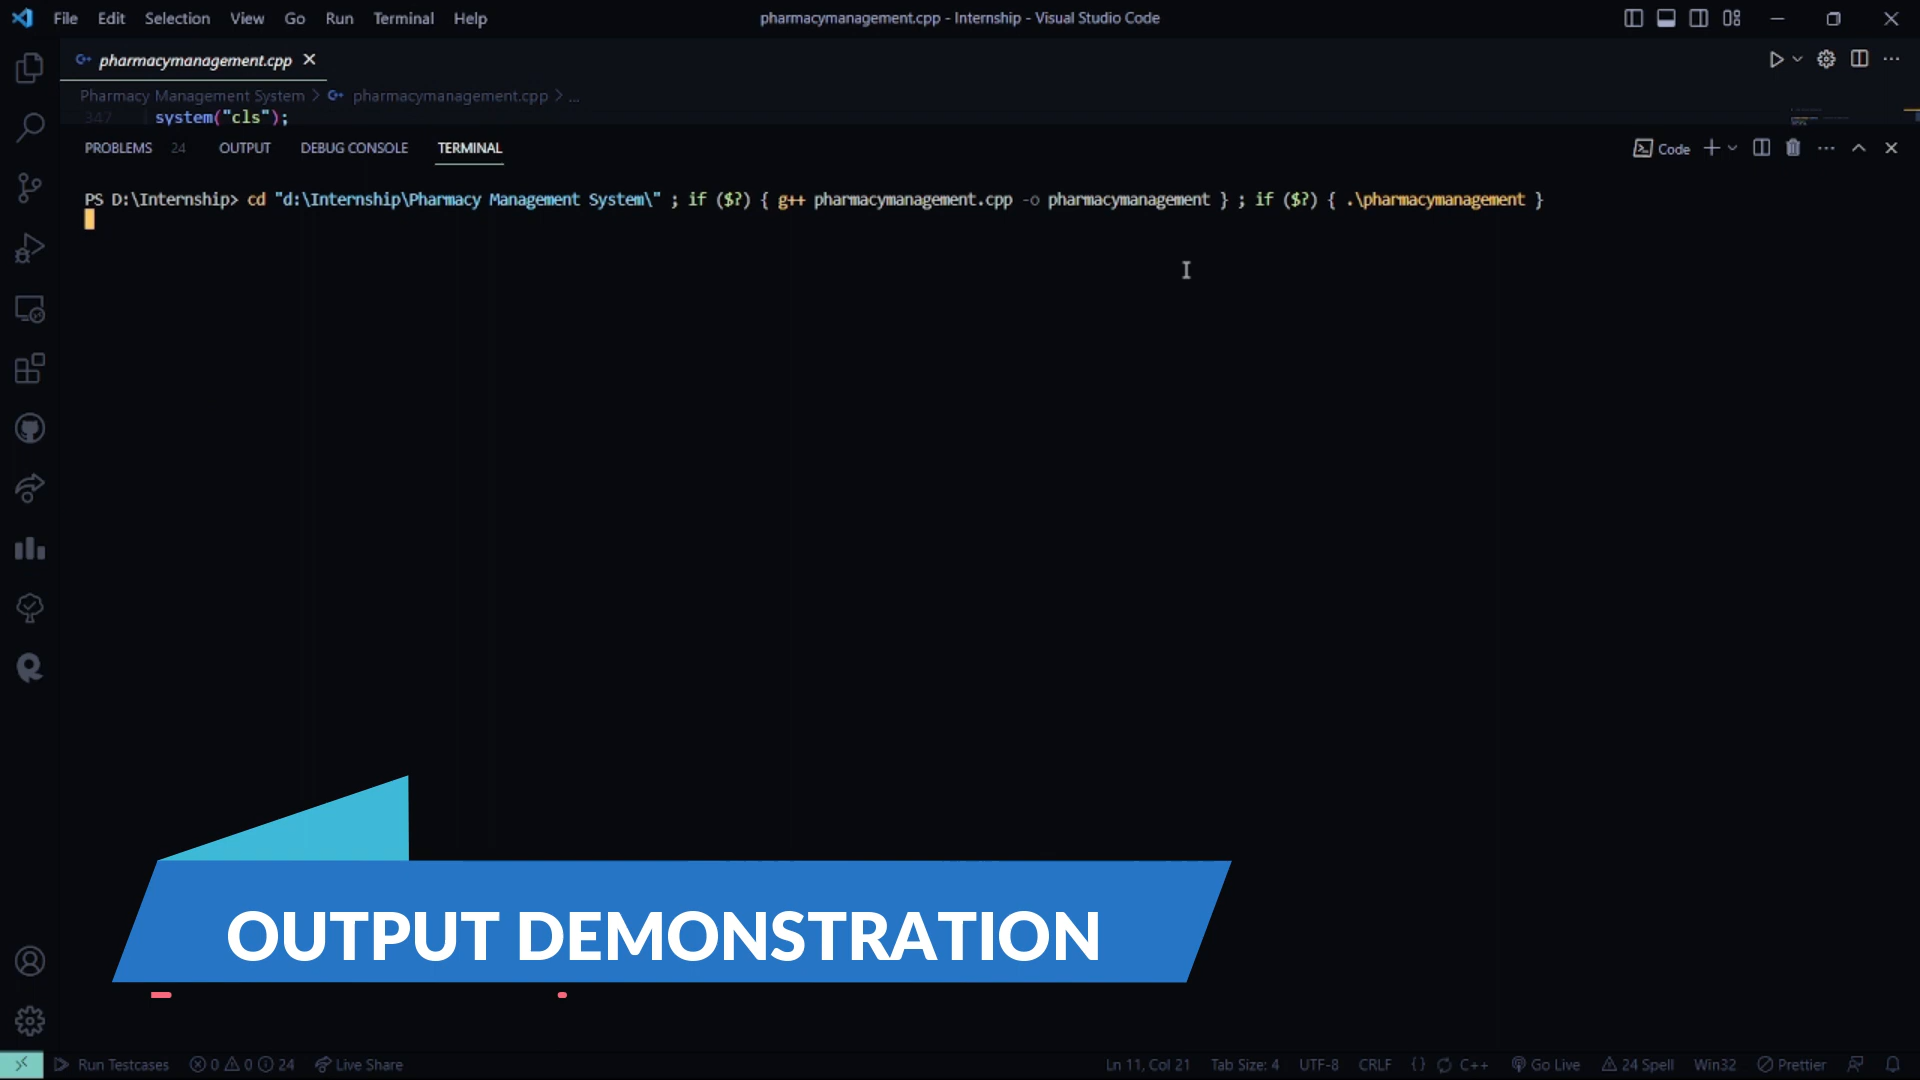 File Edit Selection View Go Run Terminal Help
pharmacymanagement.cpp - Internship - Visual Studio Code
pharmacymanagement.cpp
Pharmacy Management System > pharmacymanagement.cpp > ...
347 system("cls");
PROBLEMS 24 OUTPUT DEBUG CONSOLE TERMINAL
Code
PS D:\Internship> cd "d:\Internship\Pharmacy Management System\" ; if ($?) { g++ pharmacymanagement.cpp -o pharmacymanagement } ; if ($?) { .\pharmacymanagement }
OUTPUT DEMONSTRATION
Run Testcases 0 0 24 Live Share
Ln 11, Col 21 Tab Size: 4 UTF-8 CRLF {} C++ Go Live 24 Spell Win32 Prettier